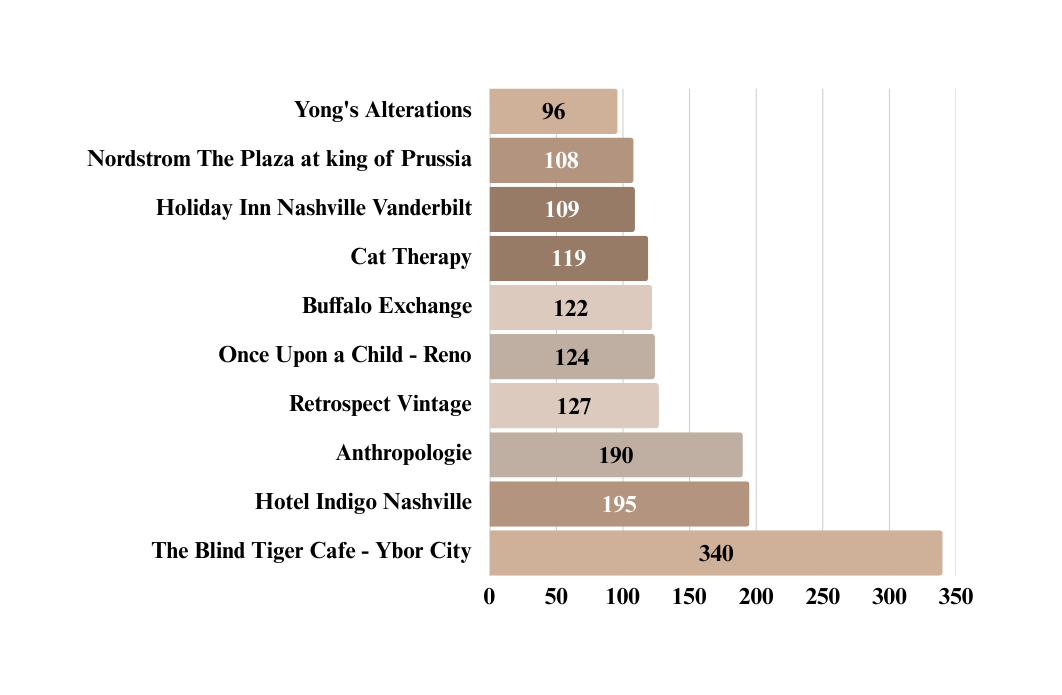 Yong's Alterations 96
Nordstrom The Plaza at king of Prussia 108
Holiday Inn Nashville Vanderbilt 109
Cat Therapy 119
Buffalo Exchange 122
Once Upon a Child - Reno 124
Retrospect Vintage 127
Anthropologie 190
Hotel Indigo Nashville 195
The Blind Tiger Cafe - Ybor City 340
0 50 100 150 200 250 300 350